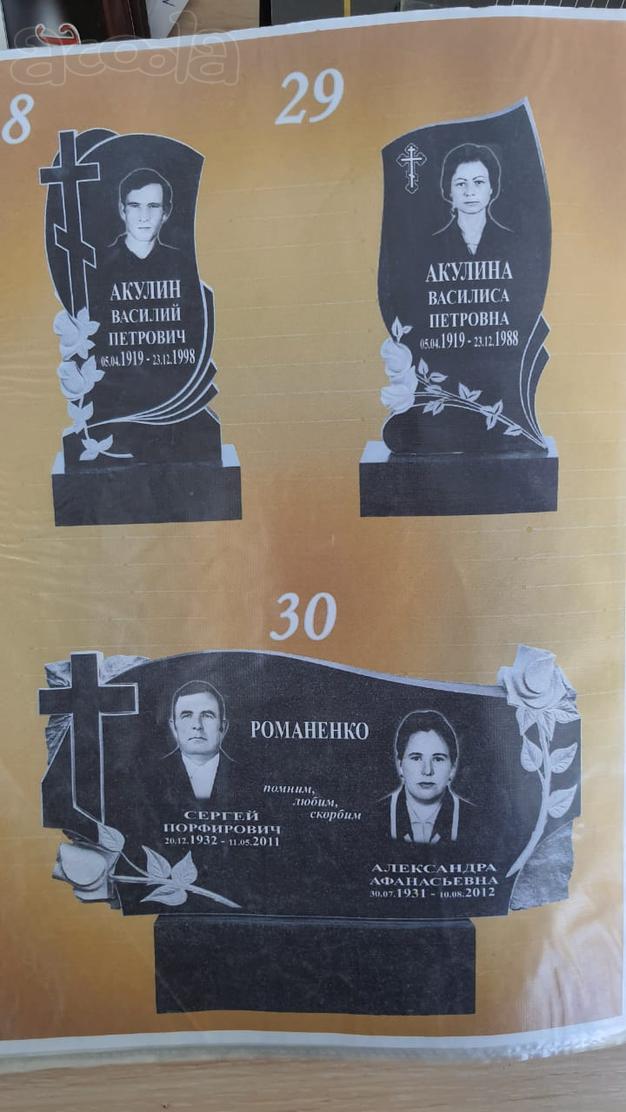 acoola
8
29
АКУЛИН
ВАСИЛИЙ
ПЕТРОВИЧ
05.04.1919 - 23.12.1998
АКУЛИНА
ВАСИЛИСА
ПЕТРОВНА
05.04.1919 - 23.12.1988
30
РОМАНЕНКО
помним,
любим,
скорбим
СЕРГЕЙ
ПОРФИРОВИЧ
20.12.1932 - 11.05.2011
АЛЕКСАНДРА
АФАНАСЬЕВНА
30.07.1931 - 10.08.2012